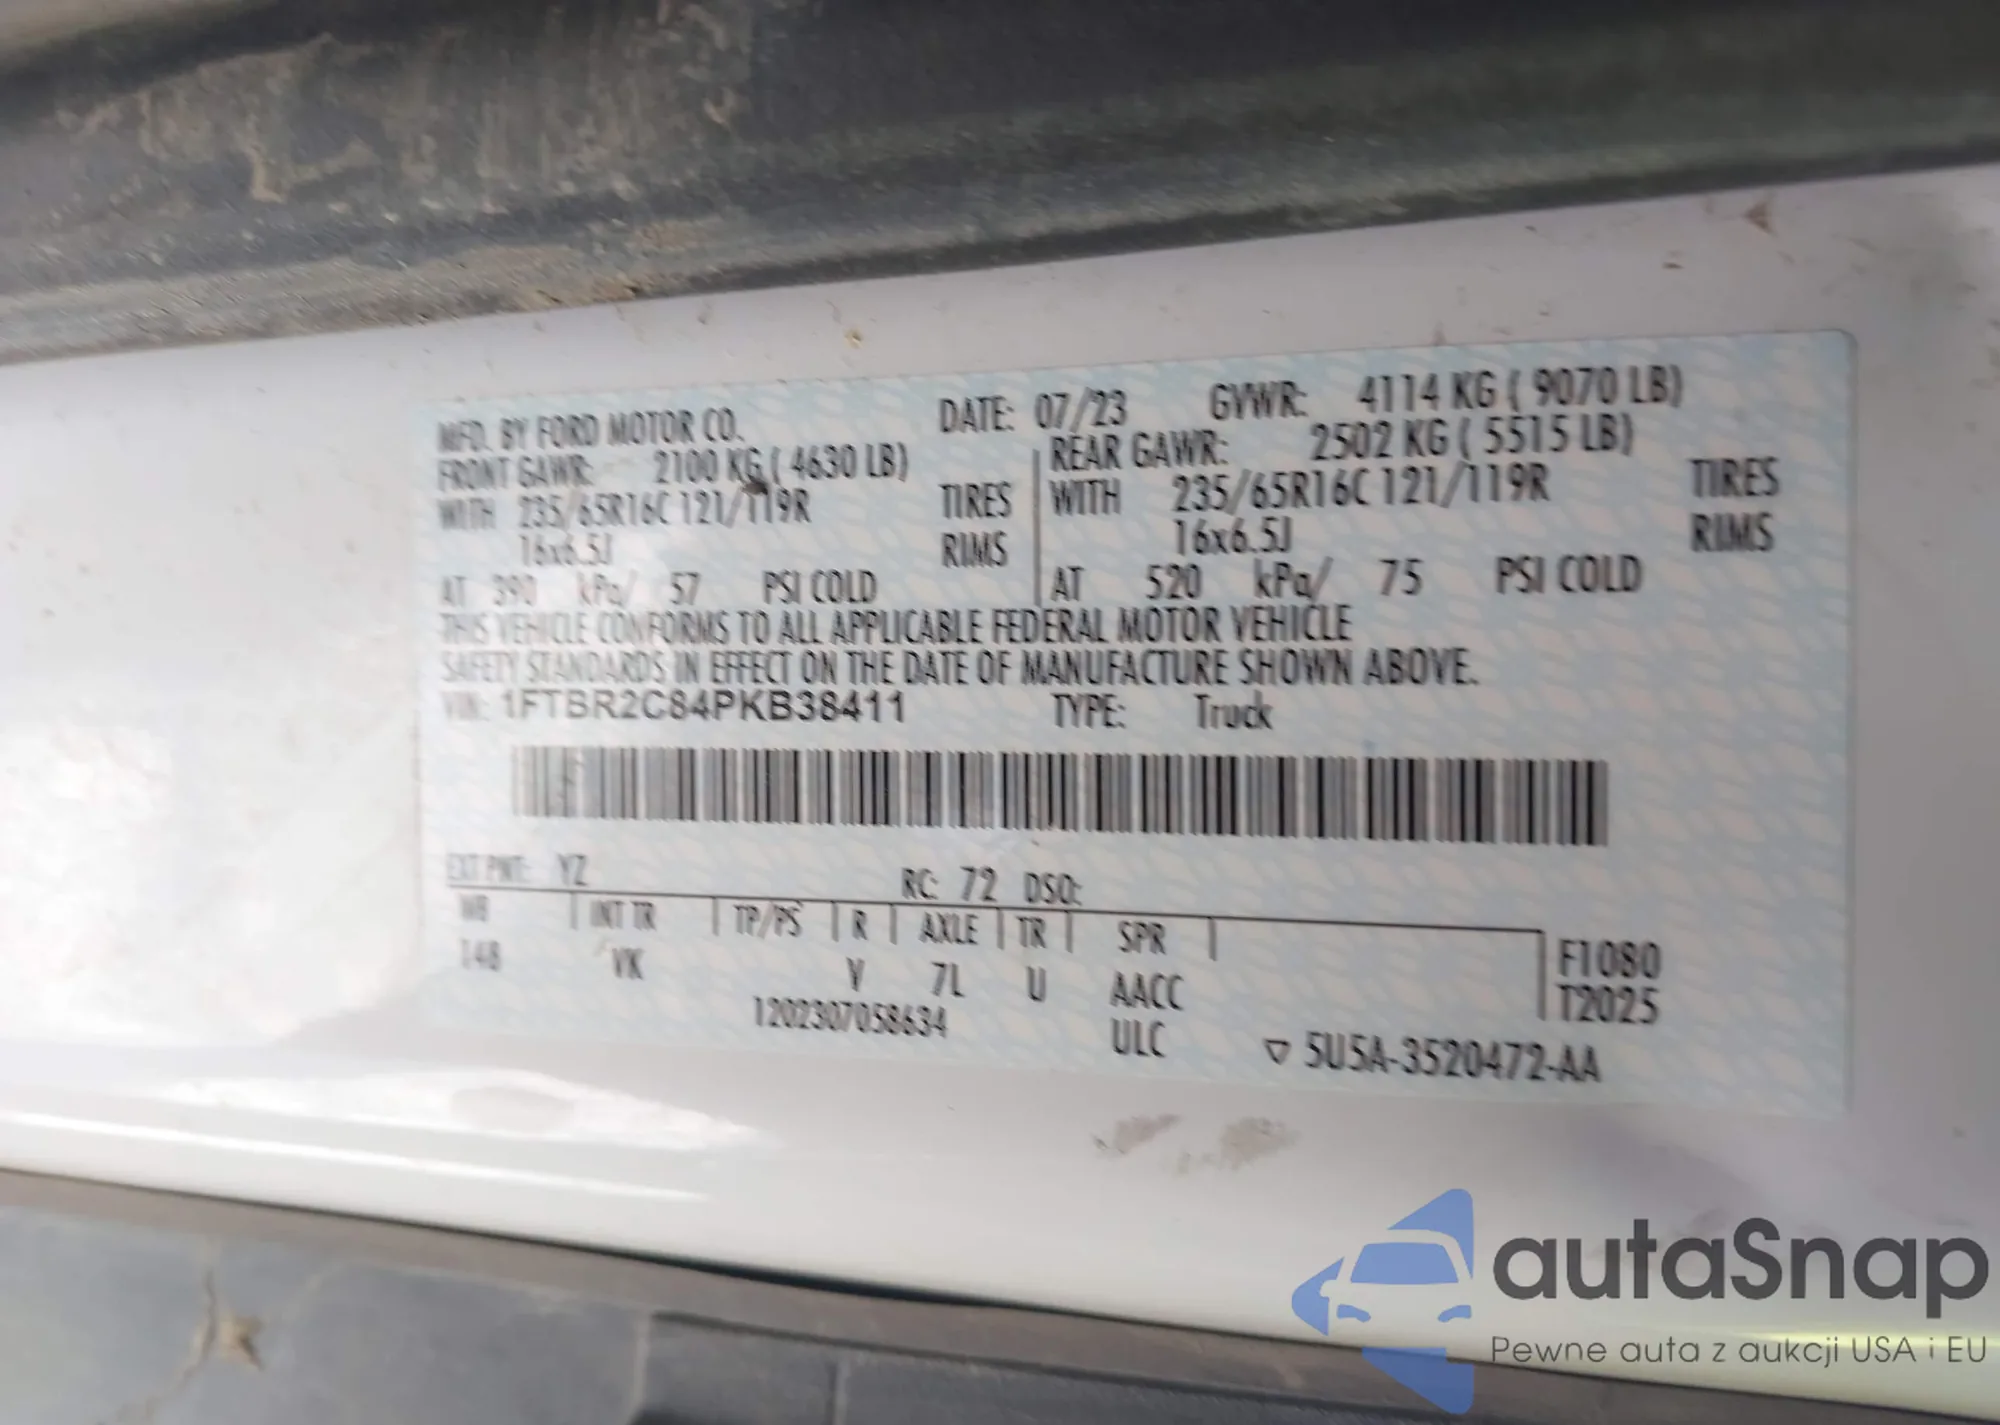 MFD. BY FORD MOTOR CO. DATE: 07/23 GVWR: 4114 KG ( 9070 LB)
FRONT GAWR: 2100 KG ( 4630 LB) REAR GAWR: 2502 KG ( 5515 LB)
WITH 235/65R16C 121/119R TIRES WITH 235/65R16C 121/119R TIRES
16x6.5J RIMS 16x6.5J RIMS
AT 390 kPa/ 57 PSI COLD AT 520 kPa/ 75 PSI COLD
THIS VEHICLE CONFORMS TO ALL APPLICABLE FEDERAL MOTOR VEHICLE
SAFETY STANDARDS IN EFFECT ON THE DATE OF MANUFACTURE SHOWN ABOVE.
VIN: 1FTBR2C84PKB38411 TYPE: Truck
EXT PNT: YZ RC: 72 DSO:
WB INT TR TP/PS R AXLE TR SPR
148 VK V 7L U AACC
F1080
T2025
1202307058634 ULC ▽ 5U5A-3520472-AA
autaSnap
Pewne auta z aukcji USA i EU